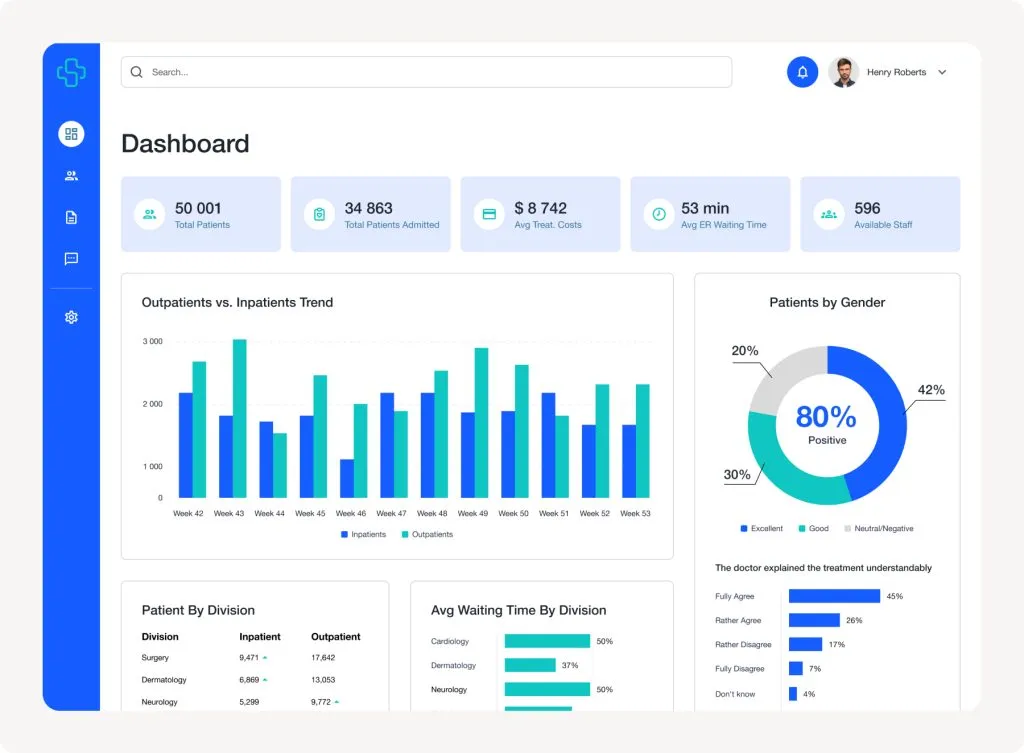 Search...
Henry Roberts
Dashboard
50 001
Total Patients
34 863
Total Patients Admitted
$ 8 742
Avg Treat. Costs
53 min
Avg ER Waiting Time
596
Available Staff
Outpatients vs. Inpatients Trend
3 000
2 000
1 000
0
Week 42 Week 43 Week 44 Week 45 Week 46 Week 47 Week 48 Week 49 Week 50 Week 51 Week 52 Week 53
Inpatients Outpatients
Patients by Gender
20%
42%
80%
Positive
30%
Excellent Good Neutral/Negative
The doctor explained the treatment understandably
Fully Agree 45%
Rather Agree 26%
Rather Disagree 17%
Fully Disagree 7%
Don't know 4%
Patient By Division
Division Inpatient Outpatient
Surgery 9,471 17,642
Dermatology 6,869 13,053
Neurology 5,299 9,772
Avg Waiting Time By Division
Cardiology 50%
Dermatology 37%
Neurology 50%